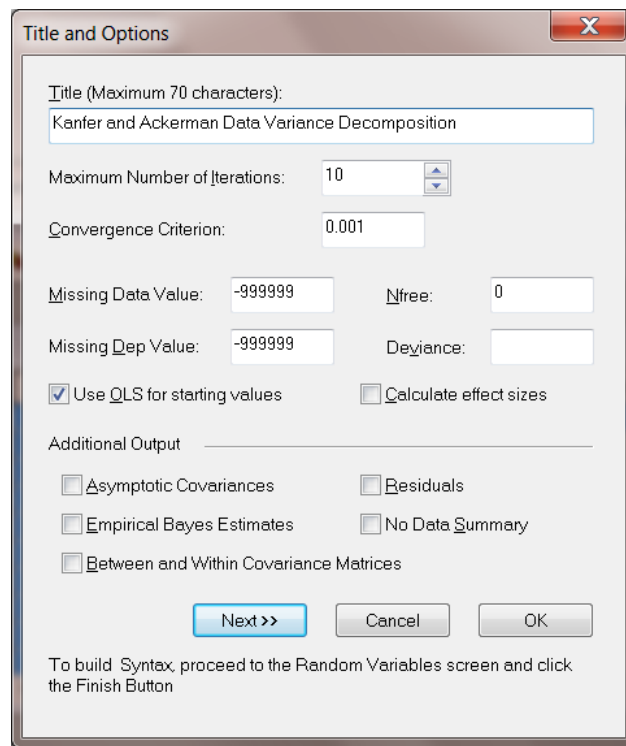 Title and Options
Title (Maximum 70 characters):
Kanfer and Ackerman Data Variance Decomposition
Maximum Number of Iterations: 10
Convergence Criterion: 0.001
Missing Data Value: -999999 Nfree: 0
Missing Dep Value: -999999 Deviance:
Use OLS for starting values Calculate effect sizes
Additional Output
Asymptotic Covariances Residuals
Empirical Bayes Estimates No Data Summary
Between and Within Covariance Matrices
Next >> Cancel OK
To build Syntax, proceed to the Random Variables screen and click
the Finish Button